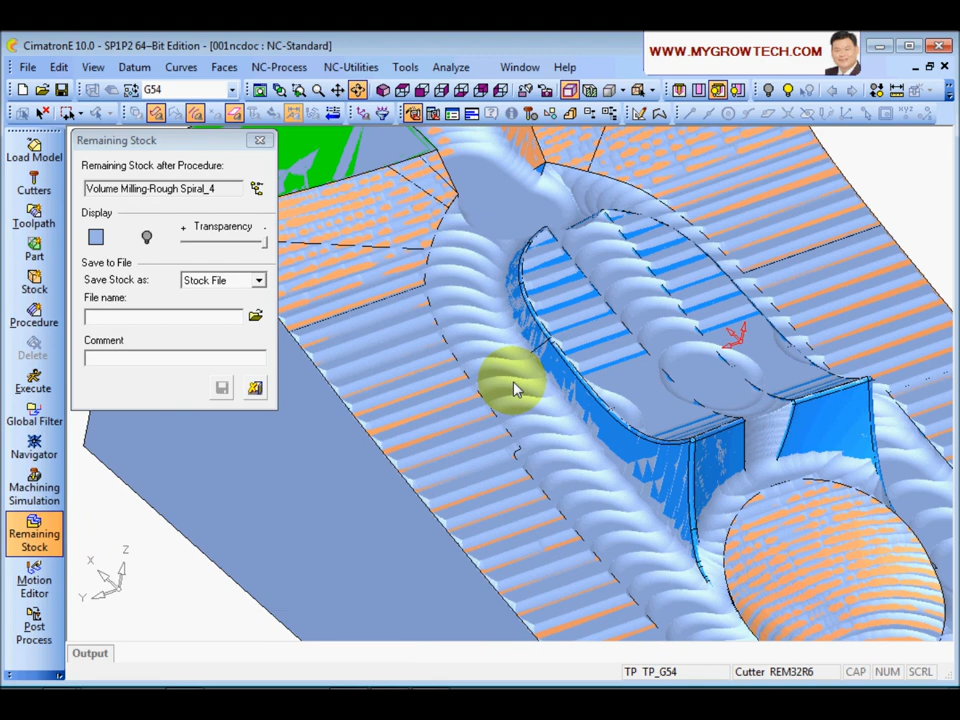 CimatronE 10.0 - SP1P2 64–Bit Edition - [001ncdoc : NC-Standard]
WWW.MYGROWTECH.COM
File Edit View Datum Curves Faces NC-Process NC-Utilities Tools Analyze Window Help
G54
Load Model
Cutters
Toolpath
Part
Stock
Procedure
Delete
Execute
Global Filter
Navigator
Machining
Simulation
Remaining
Stock
Motion
Editor
Post
Process
Remaining Stock
Remaining Stock after Procedure:
Volume Milling-Rough Spiral_4
Display
+ Transparency -
Save to File
Save Stock as: Stock File
File name:
Comment
Z
X
Y
Output
TP TP_G54 Cutter REM32R6 CAP NUM SCRL